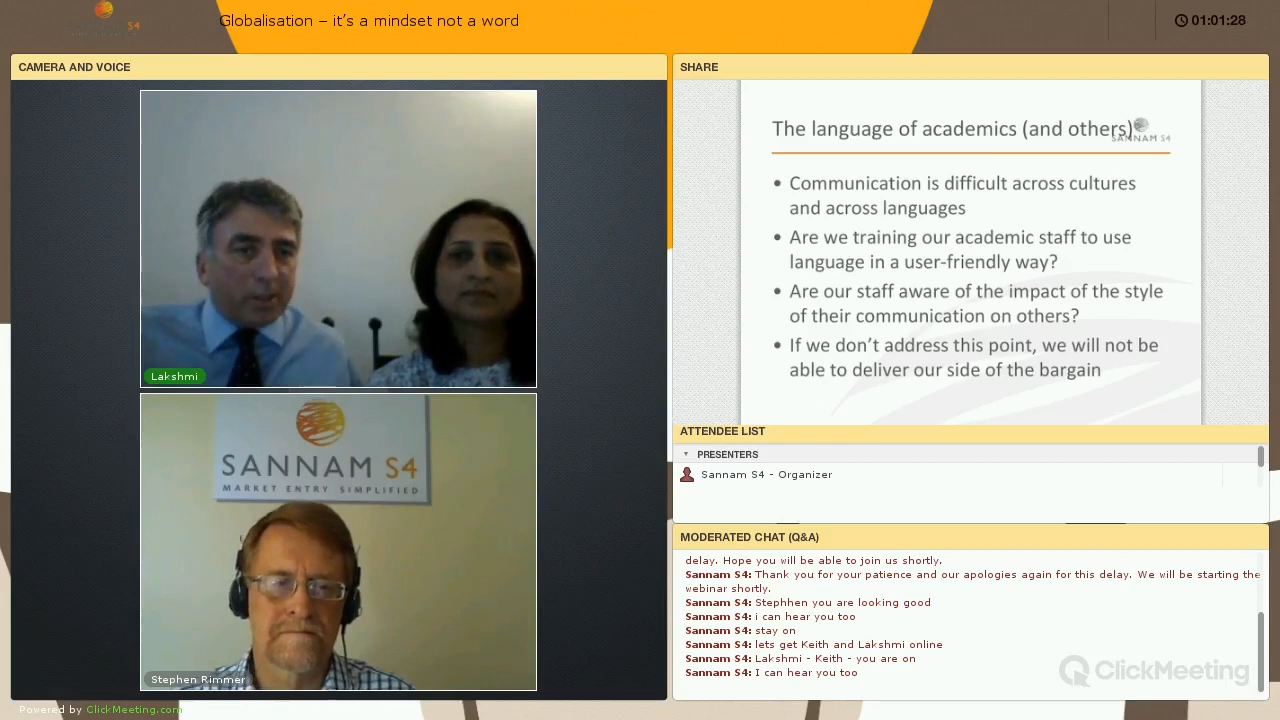 S4
Globalisation – it's a mindset not a word
01:01:28
CAMERA AND VOICE
Lakshmi
SANNAM S4
MARKET ENTRY SIMPLIFIED
Stephen Rimmer
SHARE
The language of academics (and others)
SANNAM S4
• Communication is difficult across cultures
and across languages
• Are we training our academic staff to use
language in a user-friendly way?
• Are our staff aware of the impact of the style
of their communication on others?
• If we don't address this point, we will not be
able to deliver our side of the bargain
ATTENDEE LIST
PRESENTERS
Sannam S4 - Organizer
MODERATED CHAT (Q&A)
delay. Hope you will be able to join us shortly.
Sannam S4: Thank you for your patience and our apologies again for this delay. We will be starting the
webinar shortly.
Sannam S4: Stephhen you are looking good
Sannam S4: i can hear you too
Sannam S4: stay on
Sannam S4: lets get Keith and Lakshmi online
Sannam S4: Lakshmi - Keith - you are on
Sannam S4: I can hear you too
ClickMeeting
Powered by ClickMeeting.com